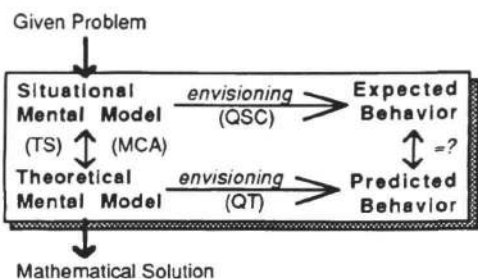 Given Problem
Situational envisioning Expected
Mental Model (QSC) Behavior
(TS) (MCA) =?
Theoretical envisioning Predicted
Mental Model (QT) Behavior
Mathematical Solution